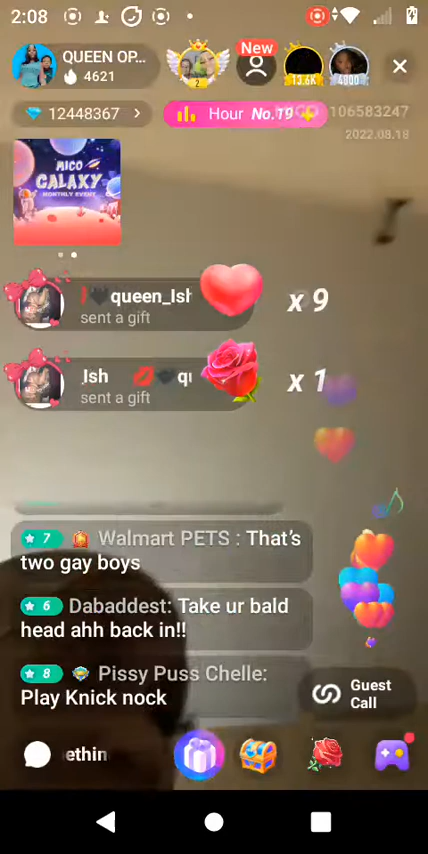 2:08
QUEEN OP...
4621
2
New
13.6K
4000
12448367
Hour No.19
106583247
2022.08.18
MICO
GALAXY
MONTHLY EVENT
queen_Ish
sent a gift
x 9
_Ish
sent a gift
x 1
7 Walmart PETS : That's
two gay boys
6 Dabaddest: Take ur bald
head ahh back in!!
8 Pissy Puss Chelle:
Play Knick nock
Guest
Call
ethin